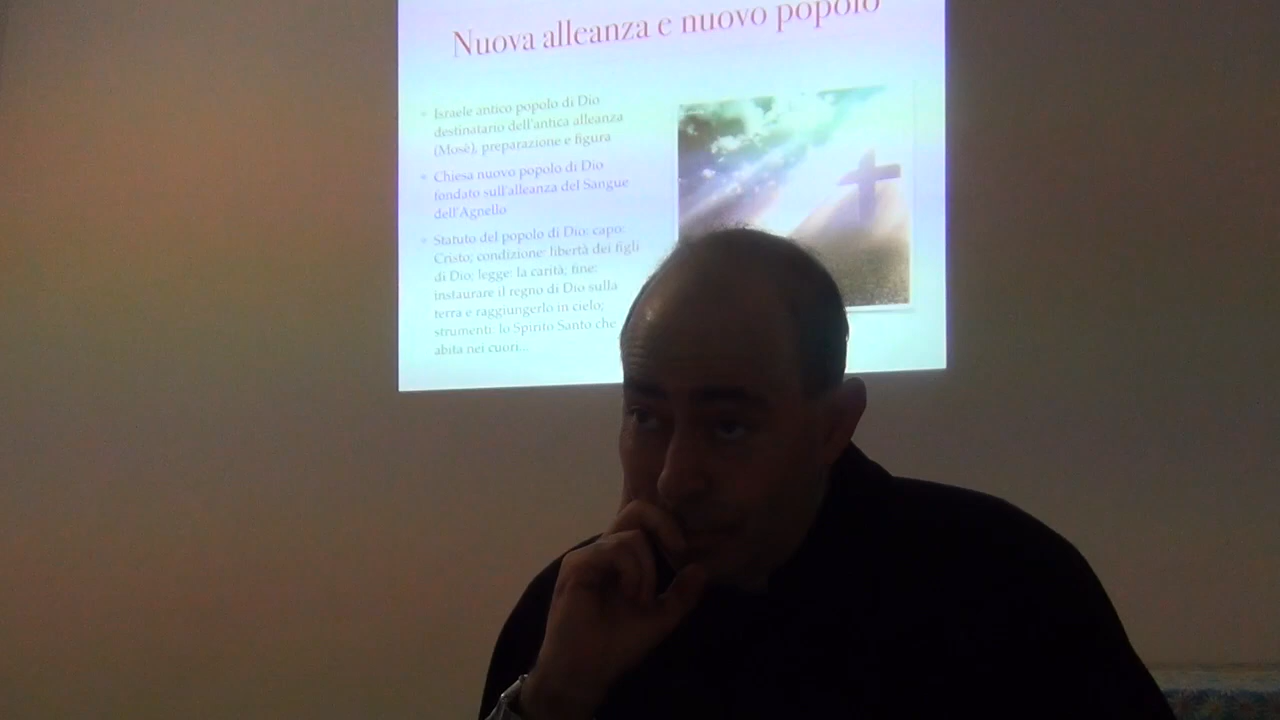 Nuova alleanza e nuovo popolo
Israele antico popolo di Dio
destinatario dell'antica alleanza
(Mosè), preparazione e figura
Chiesa nuovo popolo di Dio
fondato sull'alleanza del Sangue
dell'Agnello
Statuto del popolo di Dio: capo:
Cristo; condizione: libertà dei figli
di Dio; legge: la carità; fine:
instaurare il regno di Dio sulla
terra e raggiungerlo in cielo;
strumenti: lo Spirito Santo che
abita nei cuori...